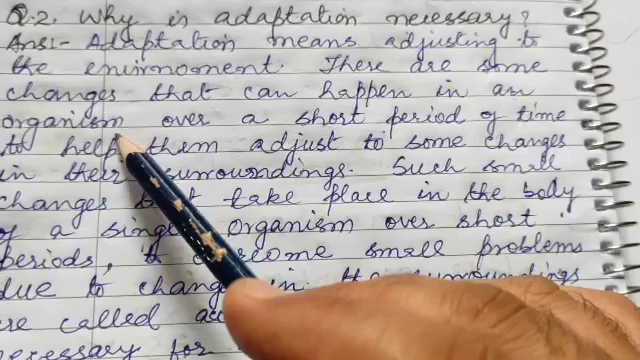 Q.2. Why is adaptation necessary?
Ans:- Adaptation means adjusting to
the environment. There are some
changes that can happen in an
organism over a short period of time
to help them adjust to some changes
in their surroundings. Such small
changes take place in the body
of a single organism over short
periods, to overcome small problems
due to changes in the surroundings
are called
necessary for